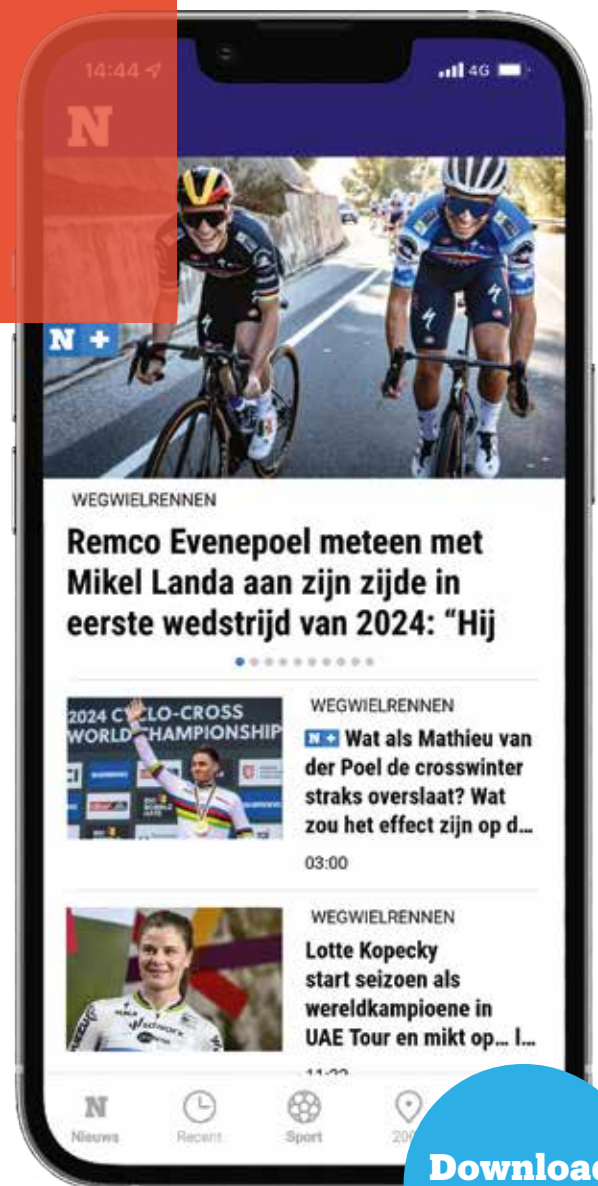 14:44
4G
N
N +
WEGWIELRENNEN
Remco Evenepoel meteen met
Mikel Landa aan zijn zijde in
eerste wedstrijd van 2024: “Hij
2024 CYCLO-CROSS
WORLD CHAMPIONSHIP
WEGWIELRENNEN
N + Wat als Mathieu van
der Poel de crosswinter
straks overslaat? Wat
zou het effect zijn op d...
03:00
WEGWIELRENNEN
Lotte Kopecky
start seizoen als
wereldkampioene in
UAE Tour en mikt op... l...
N
Nieuws
Recent
Sport
Download